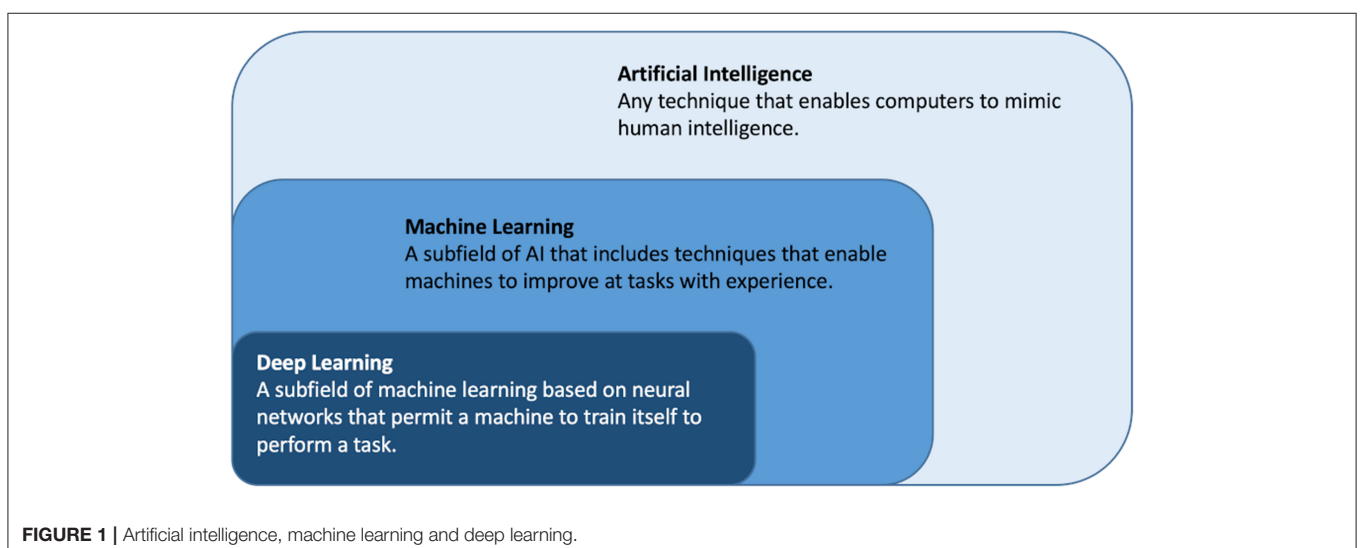 Artificial Intelligence
Any technique that enables computers to mimic
human intelligence.
Machine Learning
A subfield of AI that includes techniques that enable
machines to improve at tasks with experience.
Deep Learning
A subfield of machine learning based on neural
networks that permit a machine to train itself to
perform a task.
FIGURE 1 | Artificial intelligence, machine learning and deep learning.